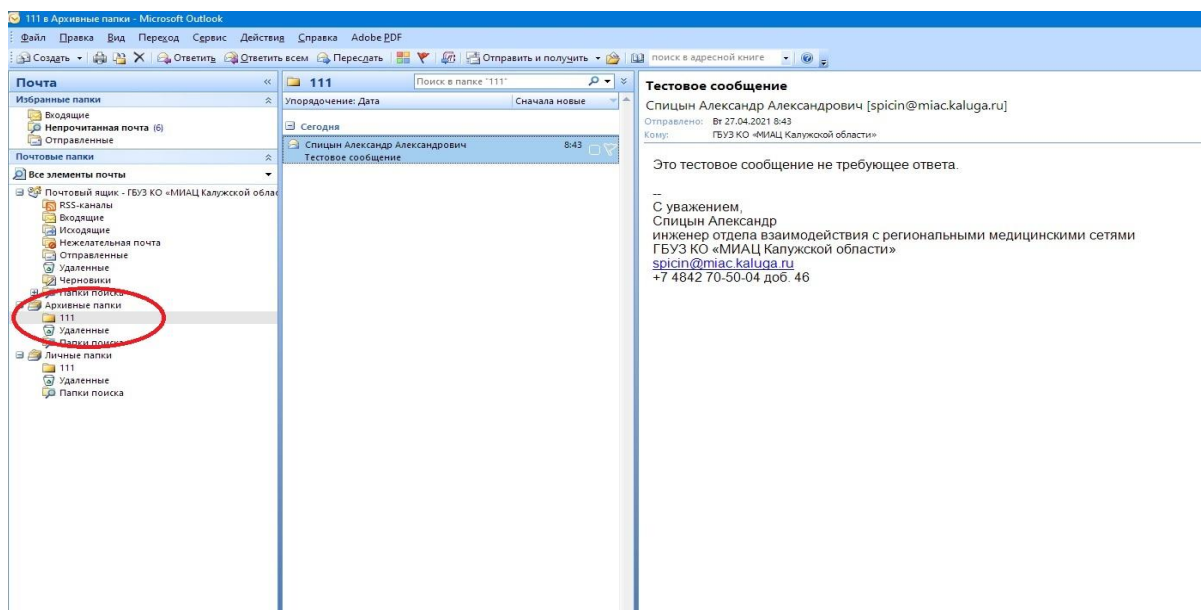 111 в Архивные папки - Microsoft Outlook
Файл Правка Вид Переход Сервис Действия Справка Adobe PDF
Создать Ответить Ответить всем Переслать Отправить и получить поиск в адресной книге
Почта
Избранные папки
Входящие
Непрочитанная почта (6)
Отправленные
Почтовые папки
Все элементы почты
Почтовый ящик - ГБУЗ КО «МИАЦ Калужской облас
RSS-каналы
Входящие
Исходящие
Нежелательная почта
Отправленные
Удаленные
Черновики
Папки поиска
Архивные папки
111
Удаленные
Папки поиска
Личные папки
111
Удаленные
Папки поиска
111 Поиск в папке "111"
Упорядочение: Дата Сначала новые
Сегодня
Спицын Александр Александрович 8:43
Тестовое сообщение
Тестовое сообщение
Спицын Александр Александрович [spicin@miac.kaluga.ru]
Отправлено: Вт 27.04.2021 8:43
Кому: ГБУЗ КО «МИАЦ Калужской области»
Это тестовое сообщение не требующее ответа.
--
С уважением,
Спицын Александр
инженер отдела взаимодействия с региональными медицинскими сетями
ГБУЗ КО «МИАЦ Калужской области»
spicin@miac.kaluga.ru
+7 4842 70-50-04 доб. 46